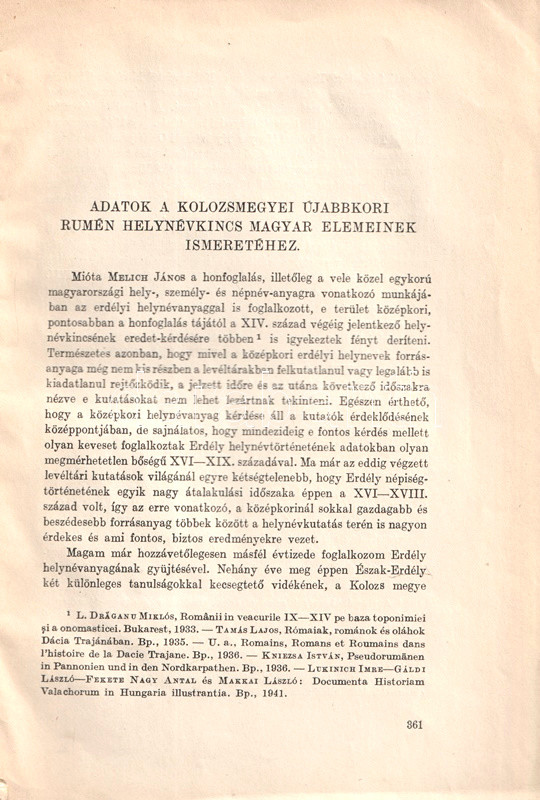 ADATOK A KOLOZSMEGYEI ÚJABBKORI
RUMÉN HELYNÉVKINCS MAGYAR ELEMEINEK
ISMERETÉHEZ.
Mióta MELICH JÁNOS a honfoglalás, illetőleg a vele közel egykorú
magyarországi hely-, személy- és népnév-anyagra vonatkozó munkájá-
ban az erdélyi helynévanyaggal is foglalkozott, e terület középkori,
pontosabban a honfoglalás tájától a XIV. század végéig jelentkező hely-
névkincsének eredet-kérdésére többen¹ is igyekeztek fényt deríteni.
Természetes azonban, hogy mivel a középkori erdélyi helynevek forrás-
anyaga még nem kis részben a levéltárakben felkutatlanul vagy legalább is
kiadatlanul rejtőzködik, a jelzett időre és az utána következő időszakra
nézve e kutatásokat nem lehet lezártnak tekinteni. Egészen érthető,
hogy a középkori helynévanyag kérdése áll a kutatók érdeklődésének
középpontjában, de sajnálatos, hogy mindezideig e fontos kérdés mellett
olyan keveset foglalkoztak Erdély helynévtörténetének adatokban olyan
megmérhetetlen bőségű XVI—XIX. századával. Ma már az eddig végzett
levéltári kutatások világánál egyre kétségtelenebb, hogy Erdély népiség-
történetének egyik nagy átalakulási időszaka éppen a XVI—XVIII.
század volt, így az erre vonatkozó, a középkorinál sokkal gazdagabb és
beszédesebb forrásanyag többek között a helynévkutatás terén is nagyon
érdekes és ami fontos, biztos eredményekre vezet.
Magam már hozzávetőlegesen másfél évtizede foglalkozom Erdély
helynévanyagának gyüjtésével. Nehány éve meg éppen Észak-Erdély
két különleges tanulságokkal kecsegtető vidékének, a Kolozs megye
¹ L. DRĂGANU MIKLÓS, Românii în veacurile IX—XIV pe baza toponimiei
și a onomasticei. Bukarest, 1933. — TAMÁS LAJOS, Rómaiak, románok és oláhok
Dácia Trajánában. Bp., 1935. — U. a., Romains, Romans et Roumains dans
l'histoire de la Dacie Trajane. Bp., 1936. — KNIEZSA ISTVÁN, Pseudorumänen
in Pannonien und in den Nordkarpathen. Bp., 1936. — LUKINICH IMRE—GÁLDI
LÁSZLÓ—FEKETE NAGY ANTAL és MAKKAI LÁSZLÓ: Documenta Historiam
Valachorum in Hungaria illustrantia. Bp., 1941.
361